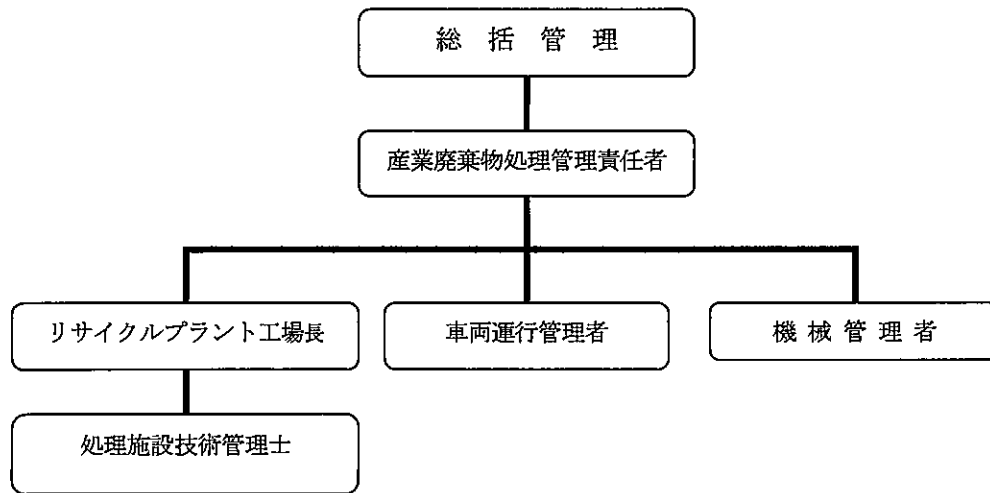 総括管理
産業廃棄物処理管理責任者
リサイクルプラント工場長
車両運行管理者
機械管理者
処理施設技術管理士